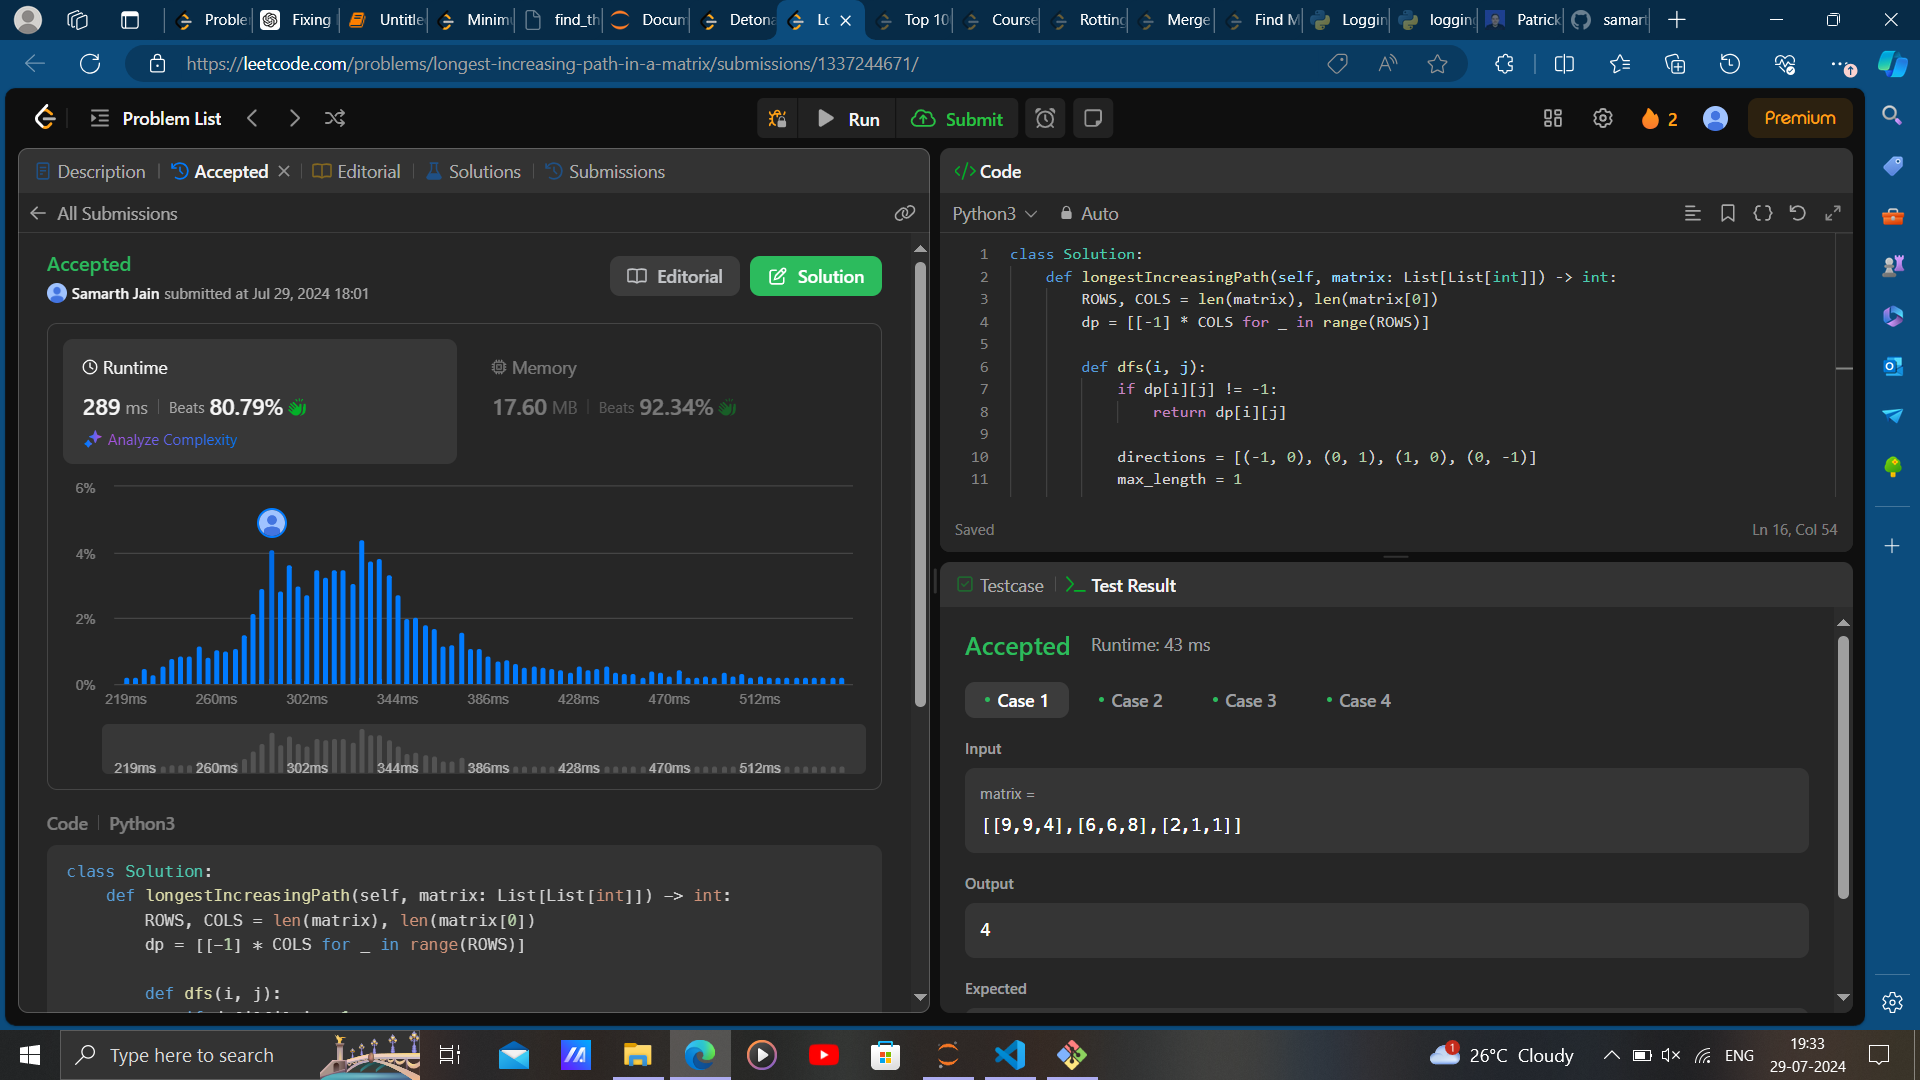 Proble
Fixing
Untitle
Minim
find_th
Docum
Detona
Lo
Top 10
Course
Rotting
Merge
Find M
Loggin
logging
Patrick
samart
https://leetcode.com/problems/longest-increasing-path-in-a-matrix/submissions/1337244671/
Problem List
Run
Submit
2
Premium
Description
Accepted
Editorial
Solutions
Submissions
All Submissions
Accepted
Samarth Jain submitted at Jul 29, 2024 18:01
Editorial
Solution
Runtime
289 ms | Beats 80.79%
Analyze Complexity
Memory
17.60 MB | Beats 92.34%
6%
4%
2%
0%
219ms 260ms 302ms 344ms 386ms 428ms 470ms 512ms
219ms 260ms 302ms 344ms 386ms 428ms 470ms 512ms
Code | Python3
class Solution:
def longestIncreasingPath(self, matrix: List[List[int]]) -> int:
ROWS, COLS = len(matrix), len(matrix[0])
dp = [[-1] * COLS for _ in range(ROWS)]
def dfs(i, j):
</> Code
Python3
Auto
1 class Solution:
2 def longestIncreasingPath(self, matrix: List[List[int]]) -> int:
3 ROWS, COLS = len(matrix), len(matrix[0])
4 dp = [[-1] * COLS for _ in range(ROWS)]
5
6 def dfs(i, j):
7 if dp[i][j] != -1:
8 return dp[i][j]
9
10 directions = [(-1, 0), (0, 1), (1, 0), (0, -1)]
11 max_length = 1
Saved
Ln 16, Col 54
Testcase
Test Result
Accepted
Runtime: 43 ms
Case 1
Case 2
Case 3
Case 4
Input
matrix =
[[9,9,4],[6,6,8],[2,1,1]]
Output
4
Expected
Type here to search
1
26°C Cloudy
ENG
19:33
29-07-2024